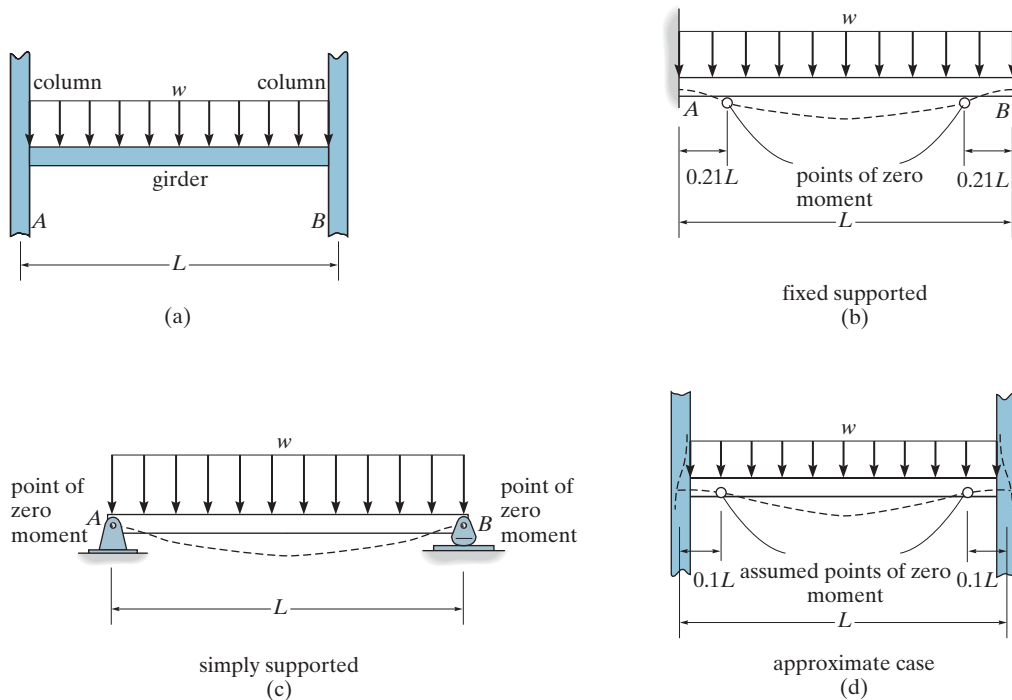 column
w
column
girder
A
B
L
(a)
w
A
B
0.21L
points of zero
moment
0.21L
L
fixed supported
(b)
w
point of
zero
moment
A
B
point of
zero
moment
L
simply supported
(c)
w
0.1L
assumed points of zero
moment
0.1L
L
approximate case
(d)